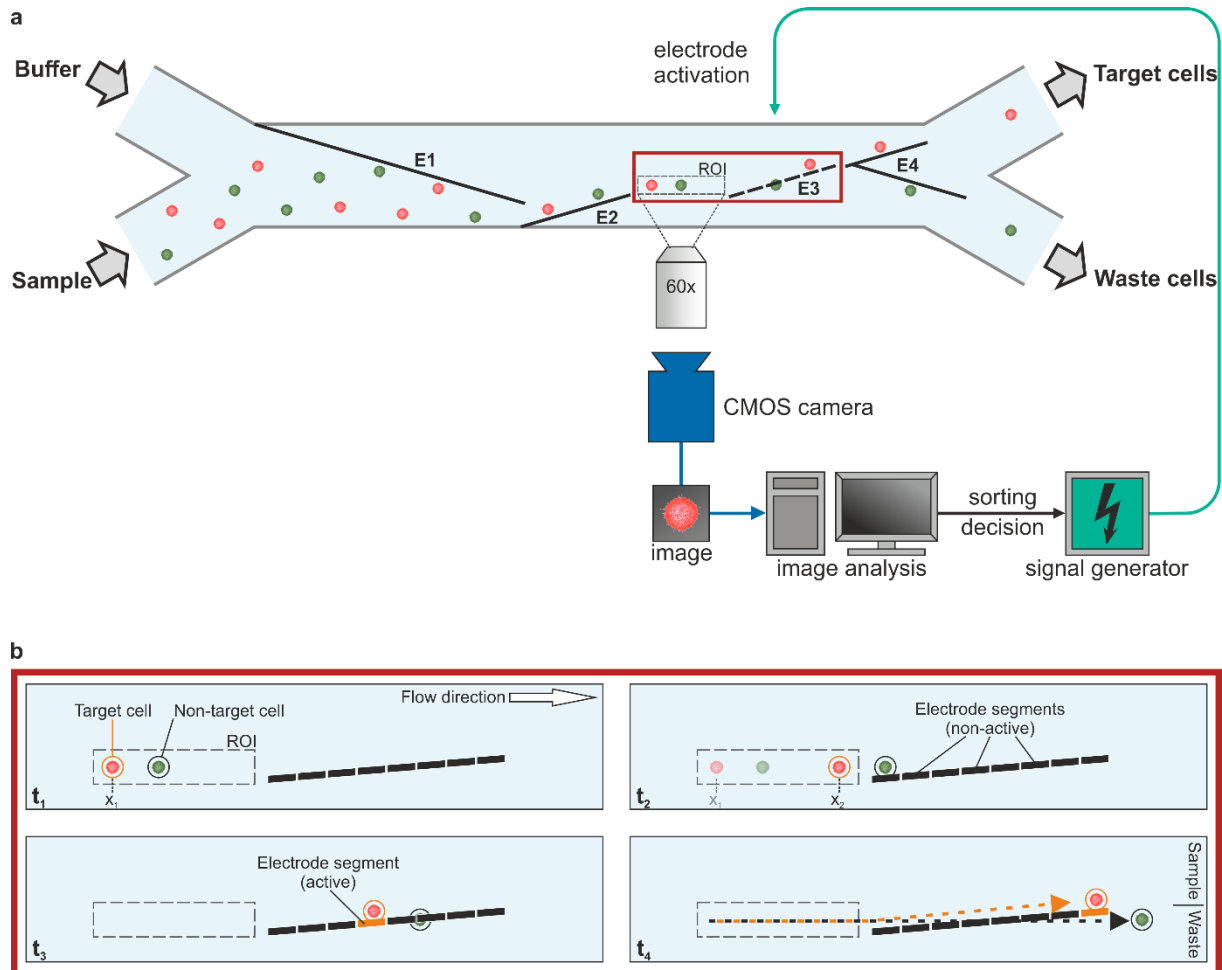 a
Buffer
electrode
activation
Target cells
E1
E2
ROI
E3
E4
Sample
Waste cells
60x
CMOS camera
image
image analysis
sorting
decision
signal generator
b
Target cell
Non-target cell
Flow direction
ROI
t1
x1
Electrode segments
(non-active)
t2
x1
x2
Electrode segment
(active)
t3
t4
Sample
Waste